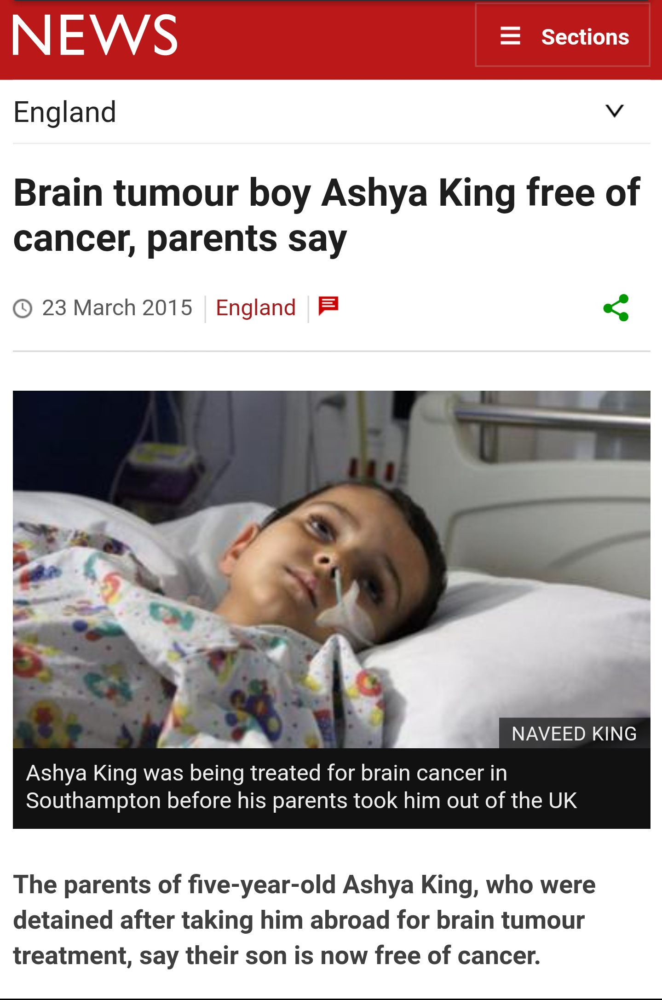 NEWS
Sections
England
Brain tumour boy Ashya King free of
cancer, parents say
23 March 2015
England
NAVEED KING
Ashya King was being treated for brain cancer in
Southampton before his parents took him out of the UK
The parents of five-year-old Ashya King, who were
detained after taking him abroad for brain tumour
treatment, say their son is now free of cancer.